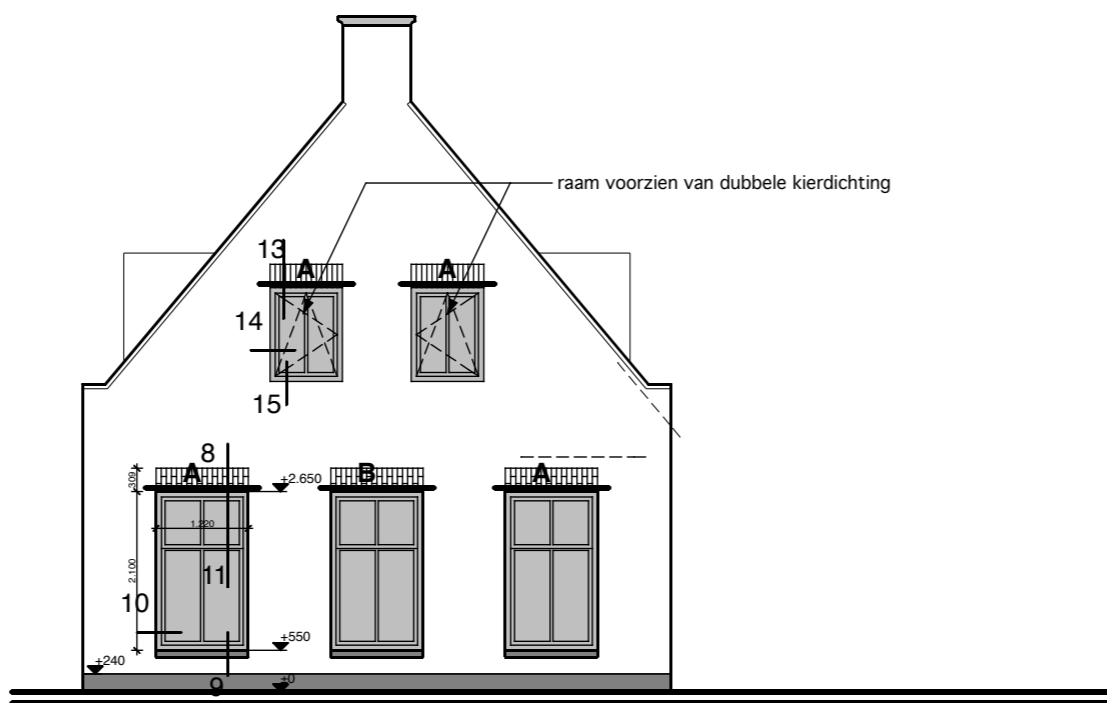 raam voorzien van dubbele kierdichting
13
A
A
14
15
8
A
B
A
309
+2.650
1.220
2.100
11
10
+550
+240
9
+0